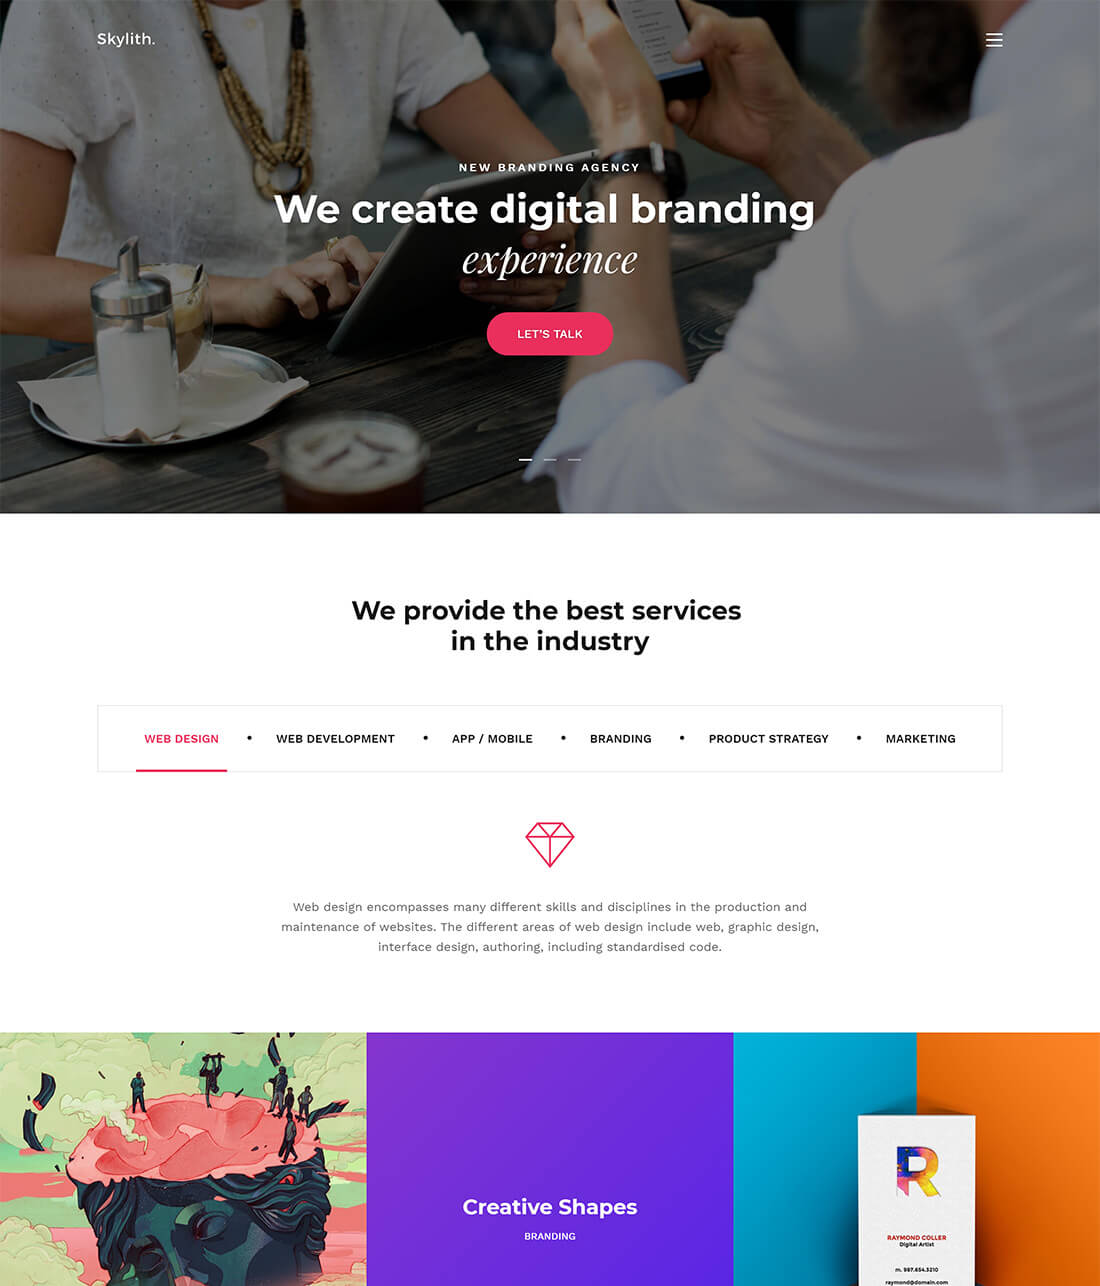 Skylith.
NEW BRANDING AGENCY
We create digital branding
experience
LET'S TALK
We provide the best services
in the industry
WEB DESIGN • WEB DEVELOPMENT • APP / MOBILE • BRANDING • PRODUCT STRATEGY • MARKETING
Web design encompasses many different skills and disciplines in the production and
maintenance of websites. The different areas of web design include web, graphic design,
interface design, authoring, including standardised code.
Creative Shapes
BRANDING
R
RAYMOND COLLER
Digital Artist
m. 987.654.3210
raymond@domain.com